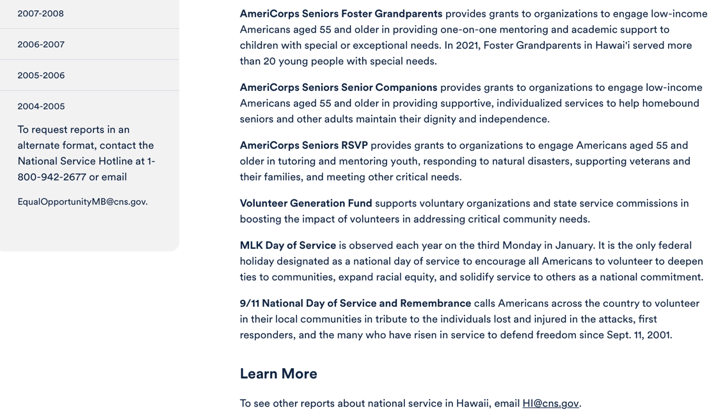 2007-2008
2006-2007
2005-2006
2004-2005
To request reports in an
alternate format, contact the
National Service Hotline at 1-
800-942-2677 or email
EqualOpportunityMB@cns.gov.
AmeriCorps Seniors Foster Grandparents provides grants to organizations to engage low-income
Americans aged 55 and older in providing one-on-one mentoring and academic support to
children with special or exceptional needs. In 2021, Foster Grandparents in Hawai'i served more
than 20 young people with special needs.
AmeriCorps Seniors Senior Companions provides grants to organizations to engage low-income
Americans aged 55 and older in providing supportive, individualized services to help homebound
seniors and other adults maintain their dignity and independence.
AmeriCorps Seniors RSVP provides grants to organizations to engage Americans aged 55 and
older in tutoring and mentoring youth, responding to natural disasters, supporting veterans and
their families, and meeting other critical needs.
Volunteer Generation Fund supports voluntary organizations and state service commissions in
boosting the impact of volunteers in addressing critical community needs.
MLK Day of Service is observed each year on the third Monday in January. It is the only federal
holiday designated as a national day of service to encourage all Americans to volunteer to deepen
ties to communities, expand racial equity, and solidify service to others as a national commitment.
9/11 National Day of Service and Remembrance calls Americans across the country to volunteer
in their local communities in tribute to the individuals lost and injured in the attacks, first
responders, and the many who have risen in service to defend freedom since Sept. 11, 2001.
Learn More
To see other reports about national service in Hawaii, email HI@cns.gov.